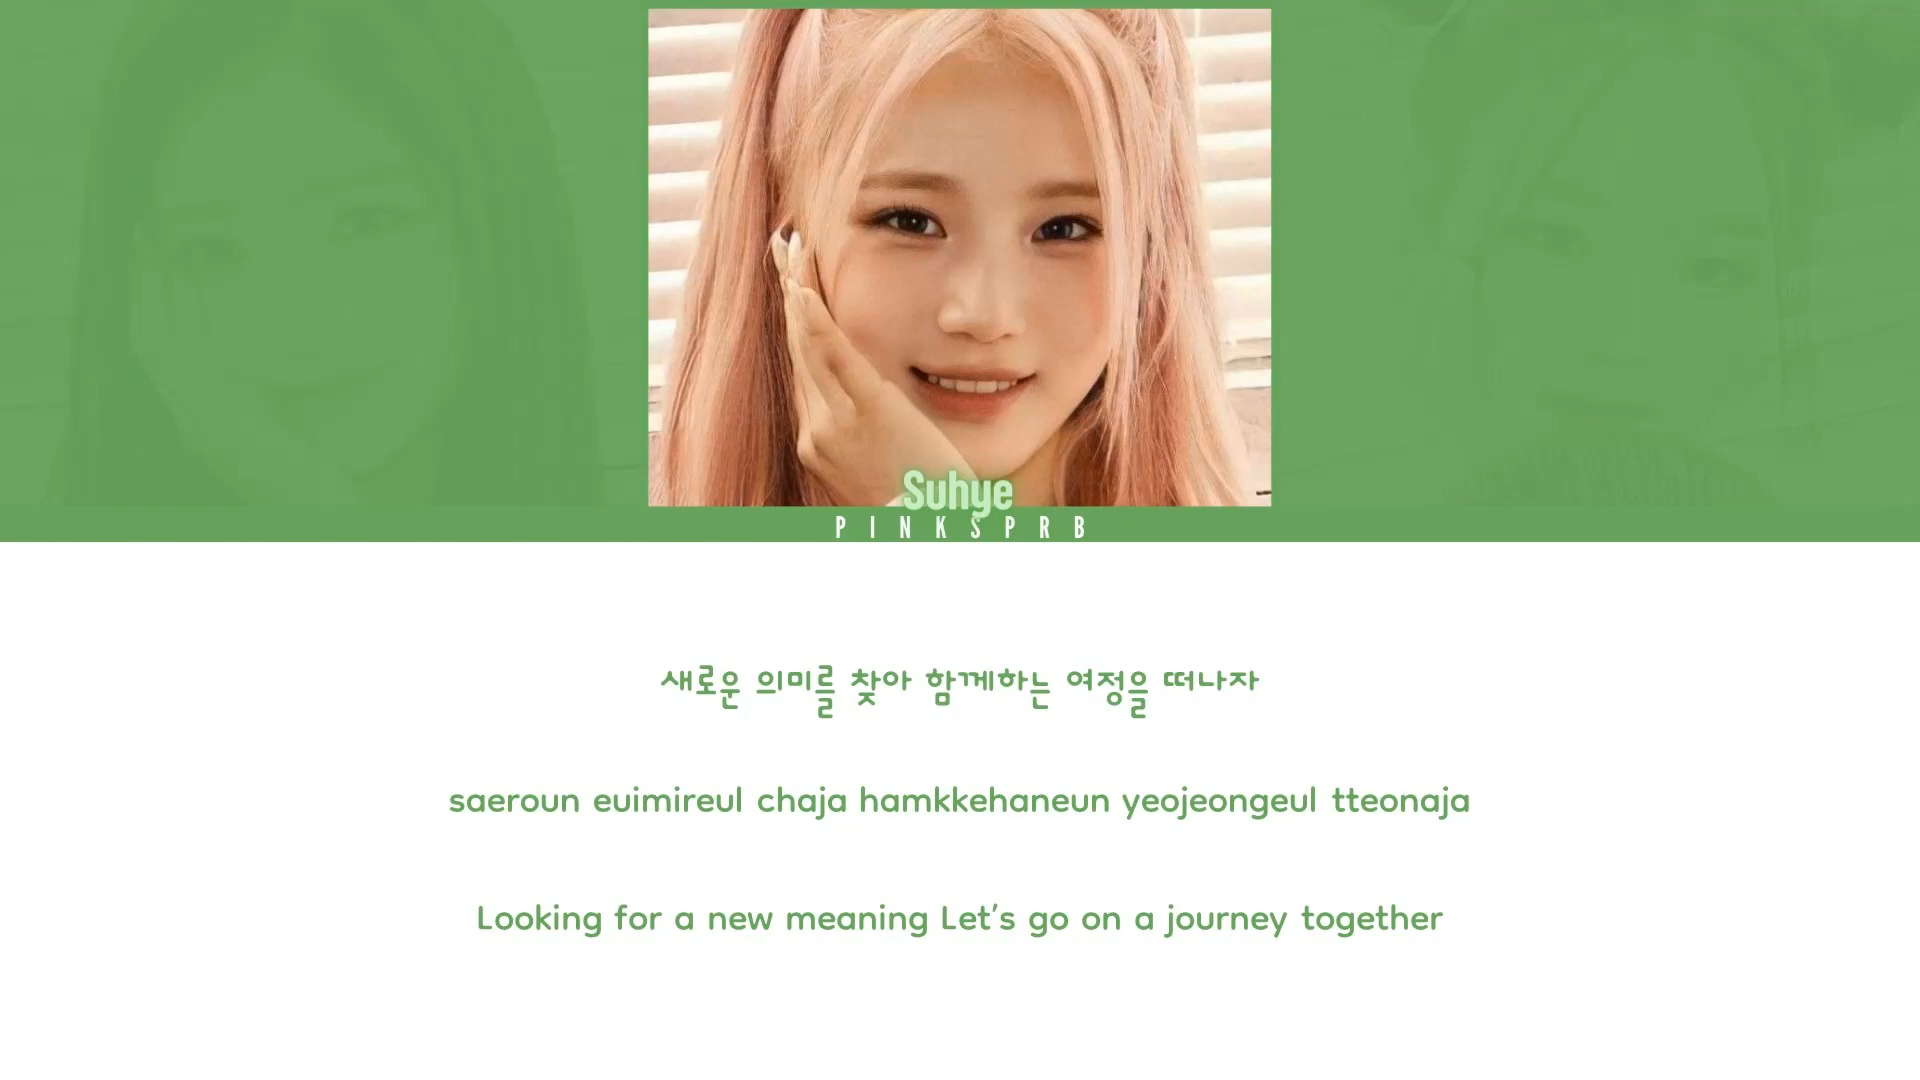 Suhye
PINKSPRB
새로운 의미를 찾아 함께하는 여정을 떠나자
saeroun euimireul chaja hamkkehaneun yeojeongeul tteonaja
Looking for a new meaning Let's go on a journey together